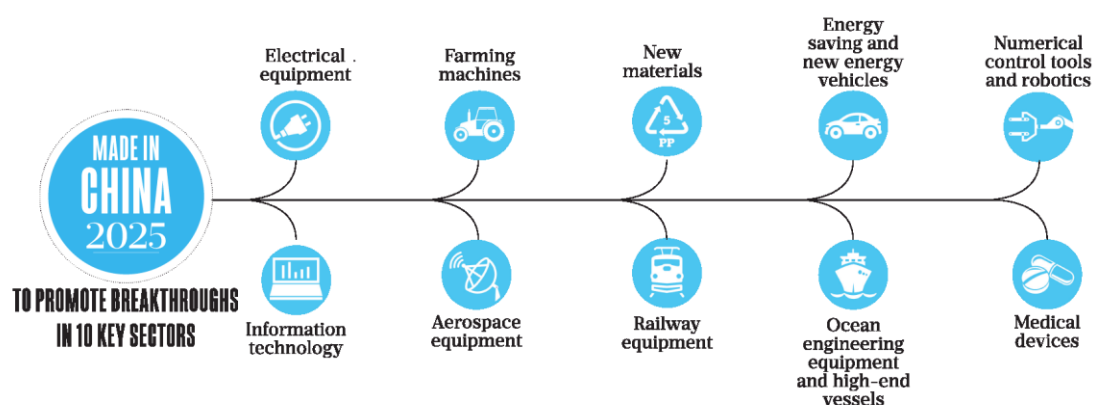 MADE IN
CHINA
2025
TO PROMOTE BREAKTHROUGHS
IN 10 KEY SECTORS
Electrical .
equipment
Farming
machines
New
materials
5
PP
Energy
saving and
new energy
vehicles
Numerical
control tools
and robotics
Information
technology
Aerospace
equipment
Railway
equipment
Ocean
engineering
equipment
and high-end
vessels
Medical
devices